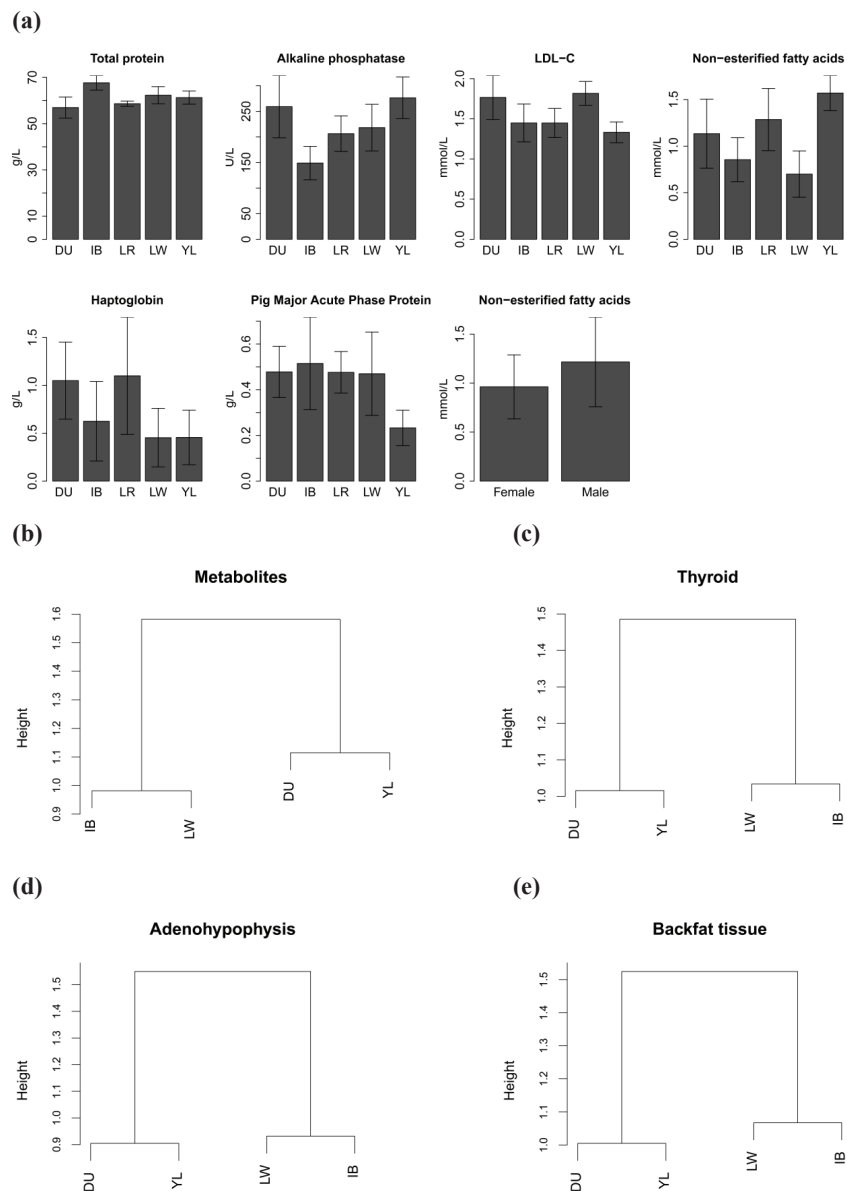 (a)
Total protein
Alkaline phosphatase
LDL−C
Non−esterified fatty acids
g/L
0 10 30 50 70
DU IB LR LW YL
U/L
0 50 150 250
DU IB LR LW YL
mmol/L
0.0 0.5 1.0 1.5 2.0
DU IB LR LW YL
mmol/L
0.0 0.5 1.0 1.5
DU IB LR LW YL
Haptoglobin
Pig Major Acute Phase Protein
Non−esterified fatty acids
g/L
0.0 0.5 1.0 1.5
DU IB LR LW YL
g/L
0.0 0.2 0.4 0.6
DU IB LR LW YL
mmol/L
0.0 0.5 1.0 1.5
Female Male
(b)
Metabolites
Height
0.9 1.0 1.1 1.2 1.3 1.4 1.5 1.6
IB LW DU YL
(c)
Thyroid
Height
1.0 1.1 1.2 1.3 1.4 1.5
DU YL LW IB
(d)
Adenohypophysis
Height
0.9 1.0 1.1 1.2 1.3 1.4 1.5
DU YL LW IB
(e)
Backfat tissue
Height
1.0 1.1 1.2 1.3 1.4 1.5
DU YL LW IB